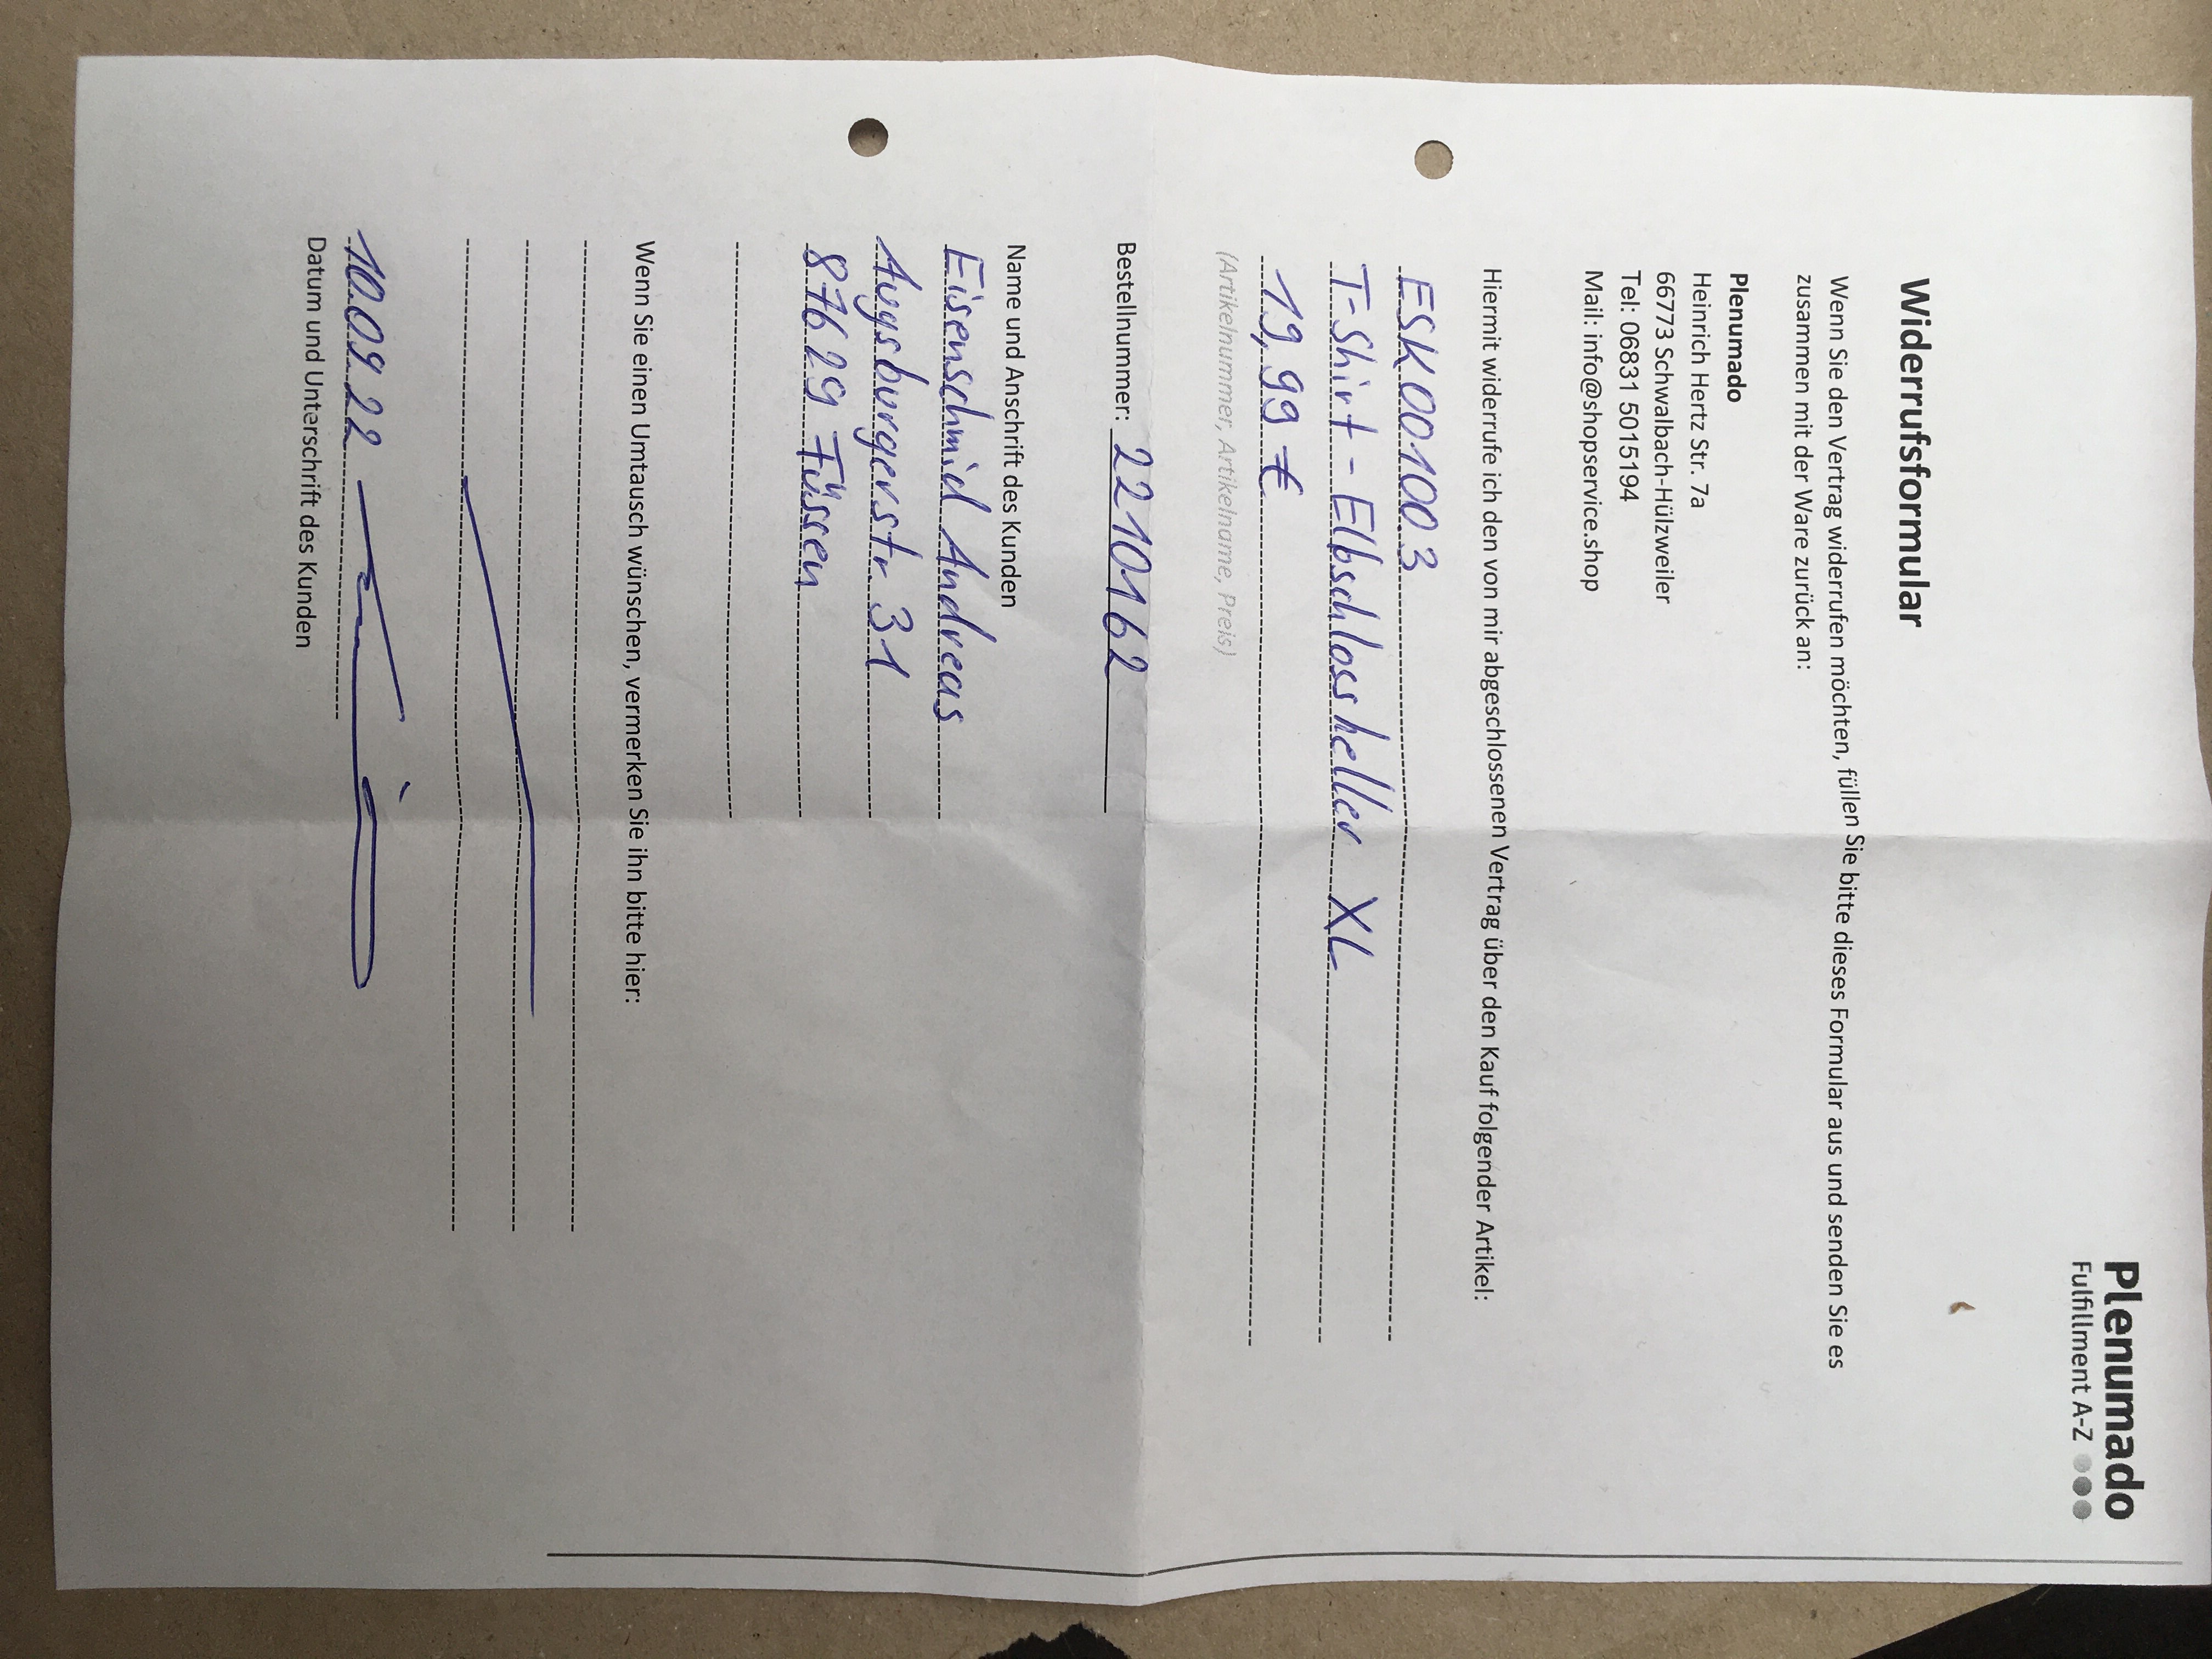 Plenumado
Fulfillment A-Z
Widerrufsformular
Wenn Sie den Vertrag widerrufen möchten, füllen Sie bitte dieses Formular aus und senden Sie es
zusammen mit der Ware zurück an:
Plenumado
Heinrich Hertz Str. 7a
66773 Schwalbach-Hülzweiler
Tel: 06831 5015194
Mail: info@shopservice.shop
Hiermit widerrufe ich den von mir abgeschlossenen Vertrag über den Kauf folgender Artikel:
ESK001003
T-Shirt - Elbschlosskeller XL
19,99 €
(Artikelnummer, Artikelname, Preis)
Bestellnummer: 2210162
Name und Anschrift des Kunden
Eisenschmid Andreas
Augsburgerstr. 31
87629 Füssen
Wenn Sie einen Umtausch wünschen, vermerken Sie ihn bitte hier:
10.09.22
Datum und Unterschrift des Kunden